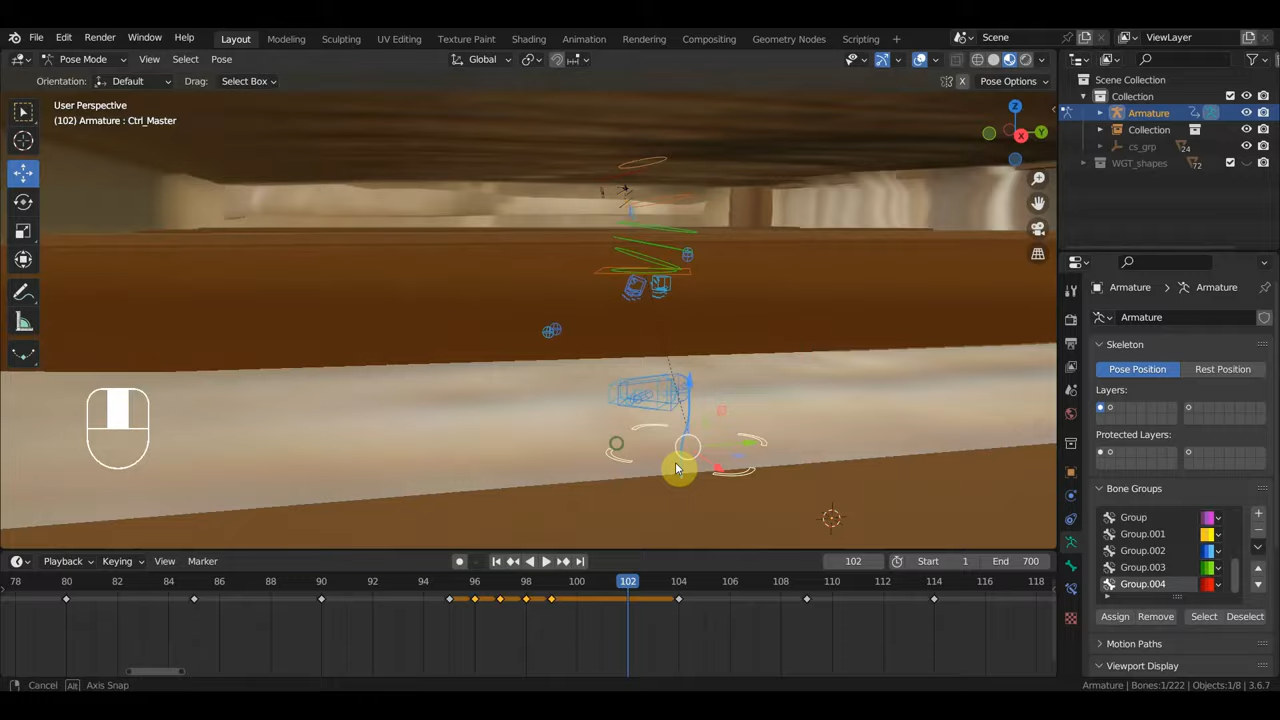 File Edit Render Window Help Layout Modeling Sculpting UV Editing Texture Paint Shading Animation Rendering Compositing Geometry Nodes Scripting + Scene ViewLayer
Pose Mode View Select Pose Global
Orientation: Default Drag: Select Box X Pose Options
User Perspective
(102) Armature : Ctrl_Master
Z
Y
X
Scene Collection
Collection
Armature
Collection
cs_grp 24
WGT_shapes 72
Armature > Armature
Armature
Skeleton
Pose Position Rest Position
Layers:
Protected Layers:
Bone Groups
Group
Group.001
Group.002
Group.003
Group.004
Assign Remove Select Deselect
Motion Paths
Viewport Display
Playback Keying View Marker 102 Start 1 End 700
78 80 82 84 86 88 90 92 94 96 98 100 102 104 106 108 110 112 114 116 118
Cancel Alt Axis Snap
Armature | Bones:1/222 | Objects:1/8 | 3.6.7